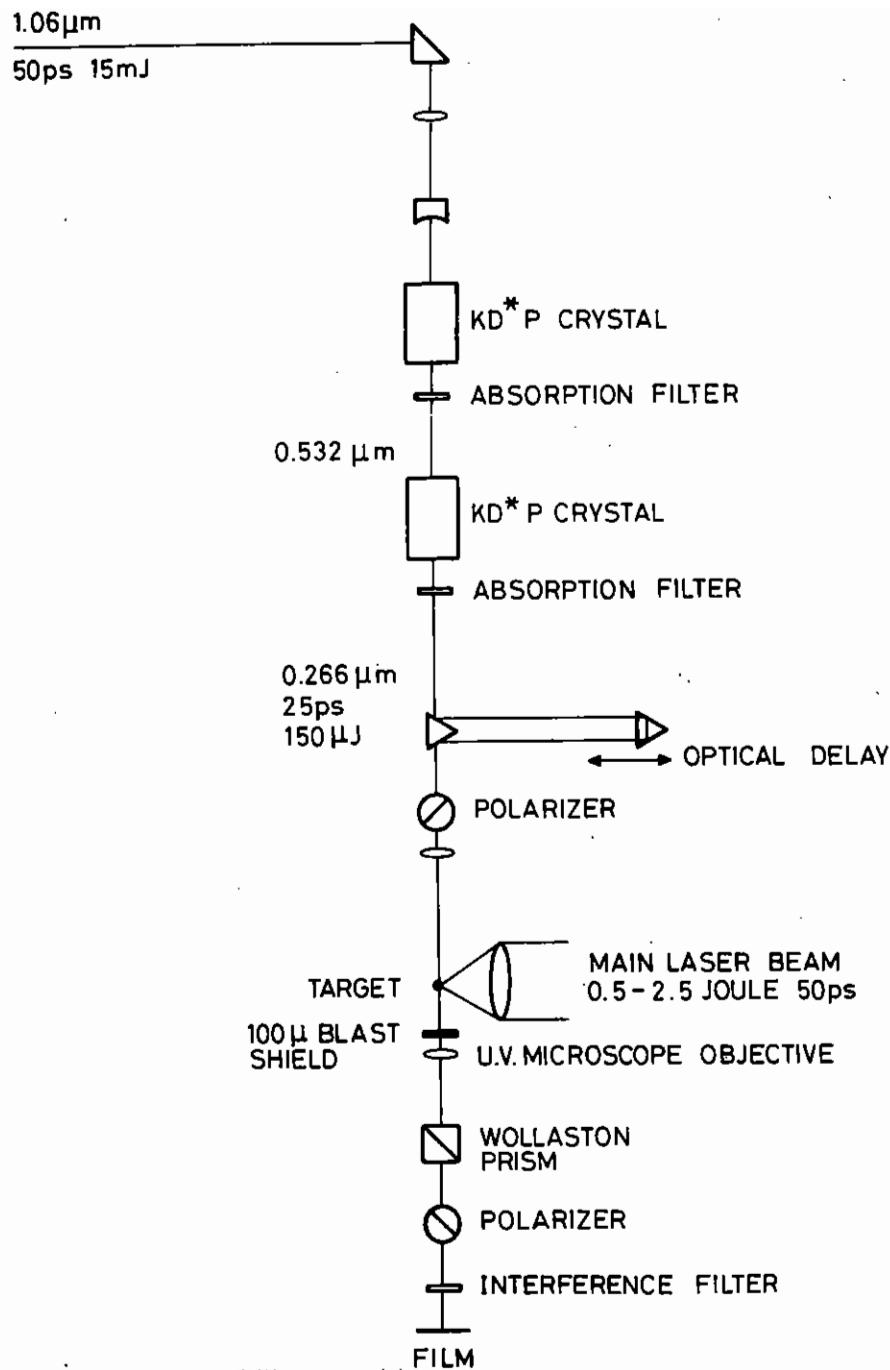 1.06μm
50ps 15mJ
KD*P CRYSTAL
ABSORPTION FILTER
0.532 μm
KD*P CRYSTAL
ABSORPTION FILTER
0.266 μm
25ps
150μJ
OPTICAL DELAY
POLARIZER
MAIN LASER BEAM
0.5-2.5 JOULE 50ps
TARGET
100μ BLAST
SHIELD
U.V. MICROSCOPE OBJECTIVE
WOLLASTON
PRISM
POLARIZER
INTERFERENCE FILTER
FILM